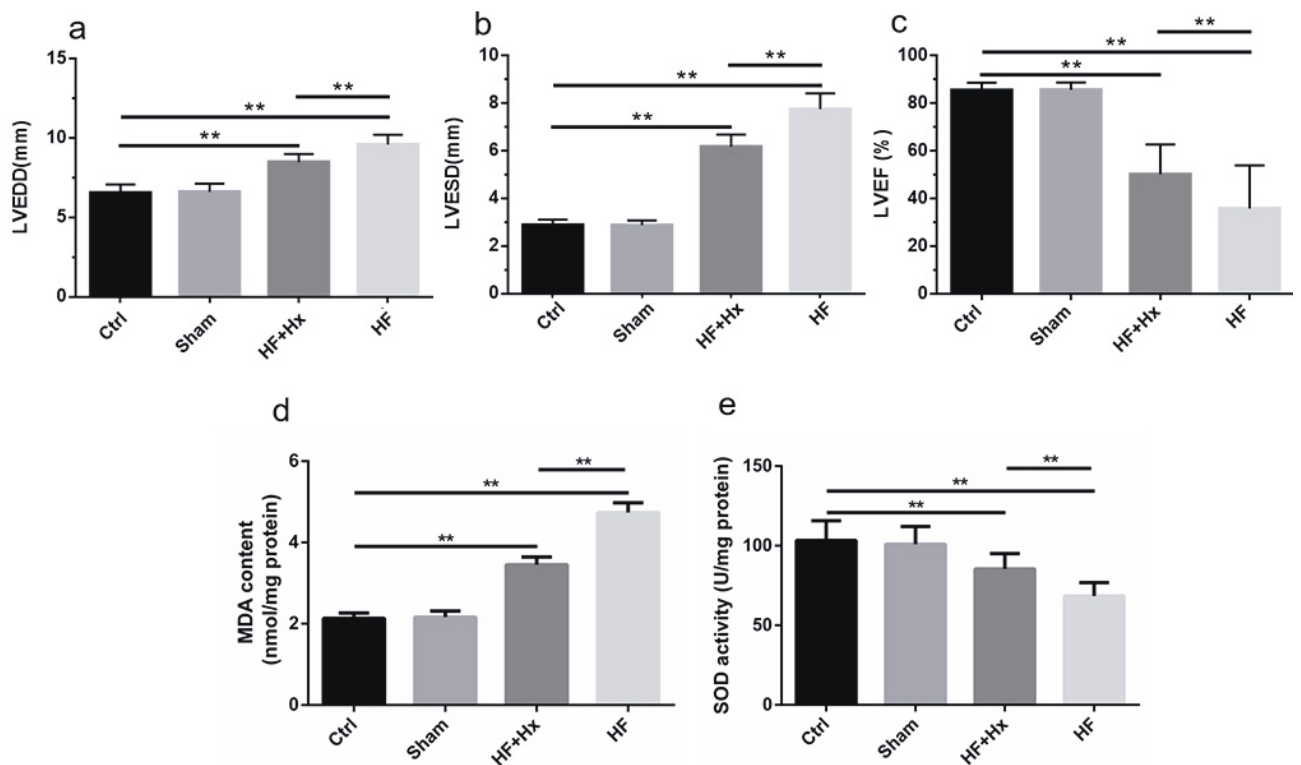 a
LVEDD(mm)
15
10
5
0
**
**
**
Ctrl
Sham
HF+Hx
HF
b
LVESD(mm)
10
8
6
4
2
0
**
**
**
Ctrl
Sham
HF+Hx
HF
c
LVEF (%)
100
80
60
40
20
0
**
**
**
Ctrl
Sham
HF+Hx
HF
d
MDA content
(nmol/mg protein)
6
4
2
0
**
**
**
Ctrl
Sham
HF+Hx
HF
e
SOD activity (U/mg protein)
150
100
50
0
**
**
**
Ctrl
Sham
HF+Hx
HF